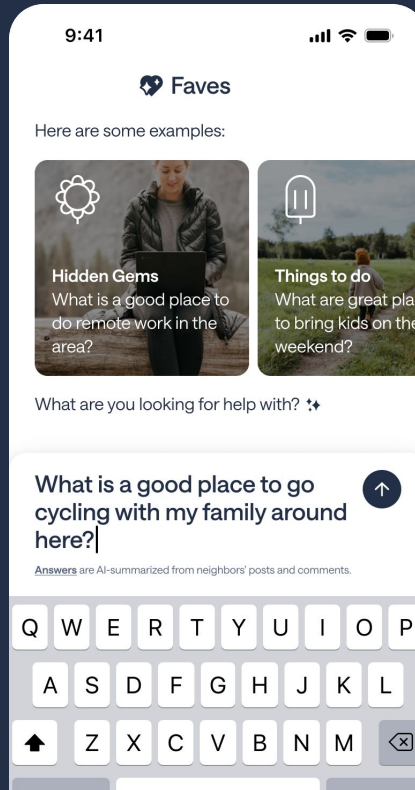 9:41
Faves
Here are some examples:
Hidden Gems
What is a good place to
do remote work in the
area?
Things to do
What are great
to bring kids on
weekend?
What are you looking for help with?
What is a good place to go
cycling with my family around
here?
Answers are AI-summarized from neighbors' posts and comments.
Q W E R T Y U I O P
A S D F G H J K L
Z X C V B N M